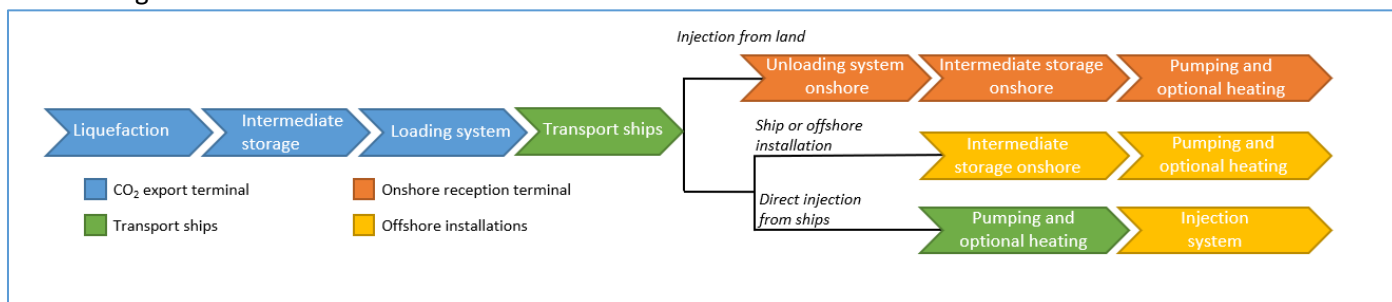 Injection from land
Unloading system
onshore
Intermediate storage
onshore
Pumping and
optional heating
Liquefaction
Intermediate
storage
Loading system
Transport ships
Ship or offshore
installation
Intermediate
storage onshore
Pumping and
optional heating
Direct injection
from ships
Pumping and
optional heating
Injection
system
CO₂ export terminal
Onshore reception terminal
Transport ships
Offshore installations